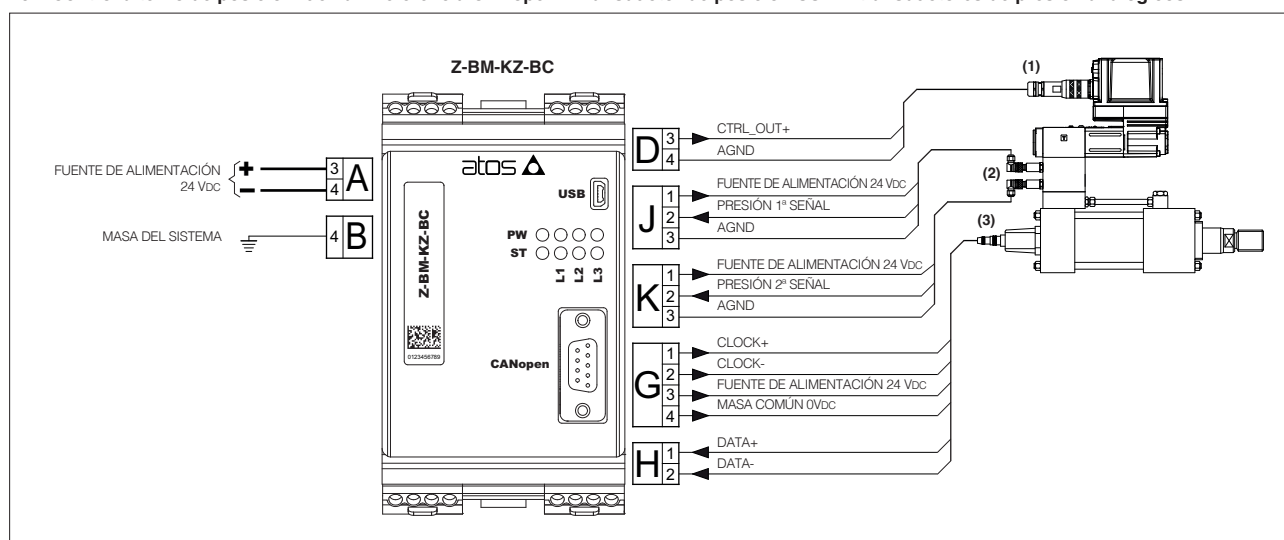 Z-BM-KZ-BC
(1)
FUENTE DE ALIMENTACIÓN
24 VDC
+
-
3
4
A
MASA DEL SISTEMA
4
B
atos
USB
PW
ST
L1 L2 L3
Z-BM-KZ-BC
0123456789
CANopen
D
3 CTRL_OUT+
4 AGND
J
1 FUENTE DE ALIMENTACIÓN 24 VDC
2 PRESIÓN 1ª SEÑAL
3 AGND
(2)
(3)
K
1 FUENTE DE ALIMENTACIÓN 24 VDC
2 PRESIÓN 2ª SEÑAL
3 AGND
G
1 CLOCK+
2 CLOCK-
3 FUENTE DE ALIMENTACIÓN 24 VDC
4 MASA COMÚN 0VDC
H
1 DATA+
2 DATA-